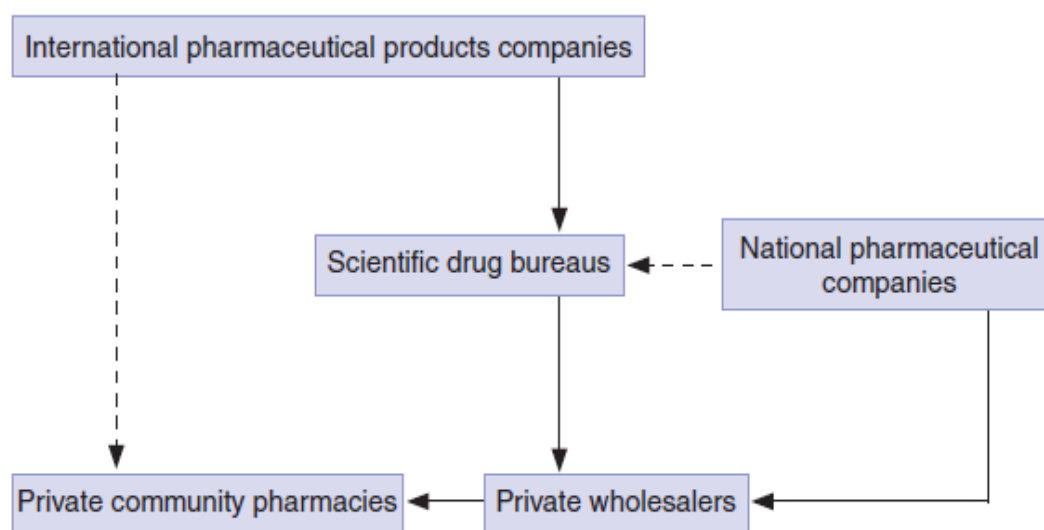 International pharmaceutical products companies
Scientific drug bureaus
National pharmaceutical
companies
Private community pharmacies
Private wholesalers